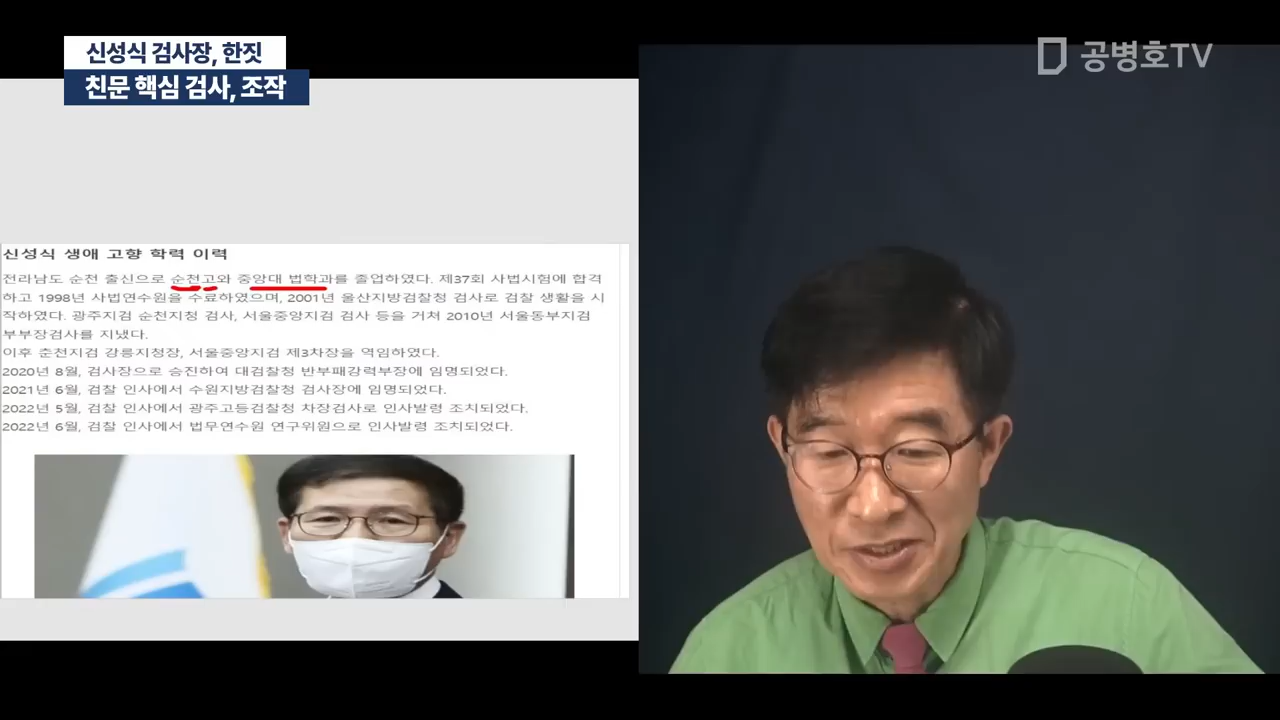 신성식 검사장, 한짓
친문 핵심 검사, 조작
공병호TV
신성식 생애 고향 학력 이력
전라남도 순천 출신으로 순천고와 중앙대 법학과를 졸업하였다. 제37회 사법시험에 합격
하고 1998년 사법연수원을 수료하였으며, 2001년 울산지방검찰청 검사로 검찰 생활을 시
작하였다. 광주지검 순천지청 검사, 서울중앙지검 검사 등을 거쳐 2010년 서울동부지검
부부장검사를 지냈다.
이후 춘천지검 강릉지청장, 서울중앙지검 제3차장을 역임하였다.
2020년 8월, 검사장으로 승진하여 대검찰청 반부패강력부장에 임명되었다.
2021년 6월, 검찰 인사에서 수원지방검찰청 검사장에 임명되었다.
2022년 5월, 검찰 인사에서 광주고등검찰청 차장검사로 인사발령 조치되었다.
2022년 6월, 검찰 인사에서 법무연수원 연구위원으로 인사발령 조치되었다.